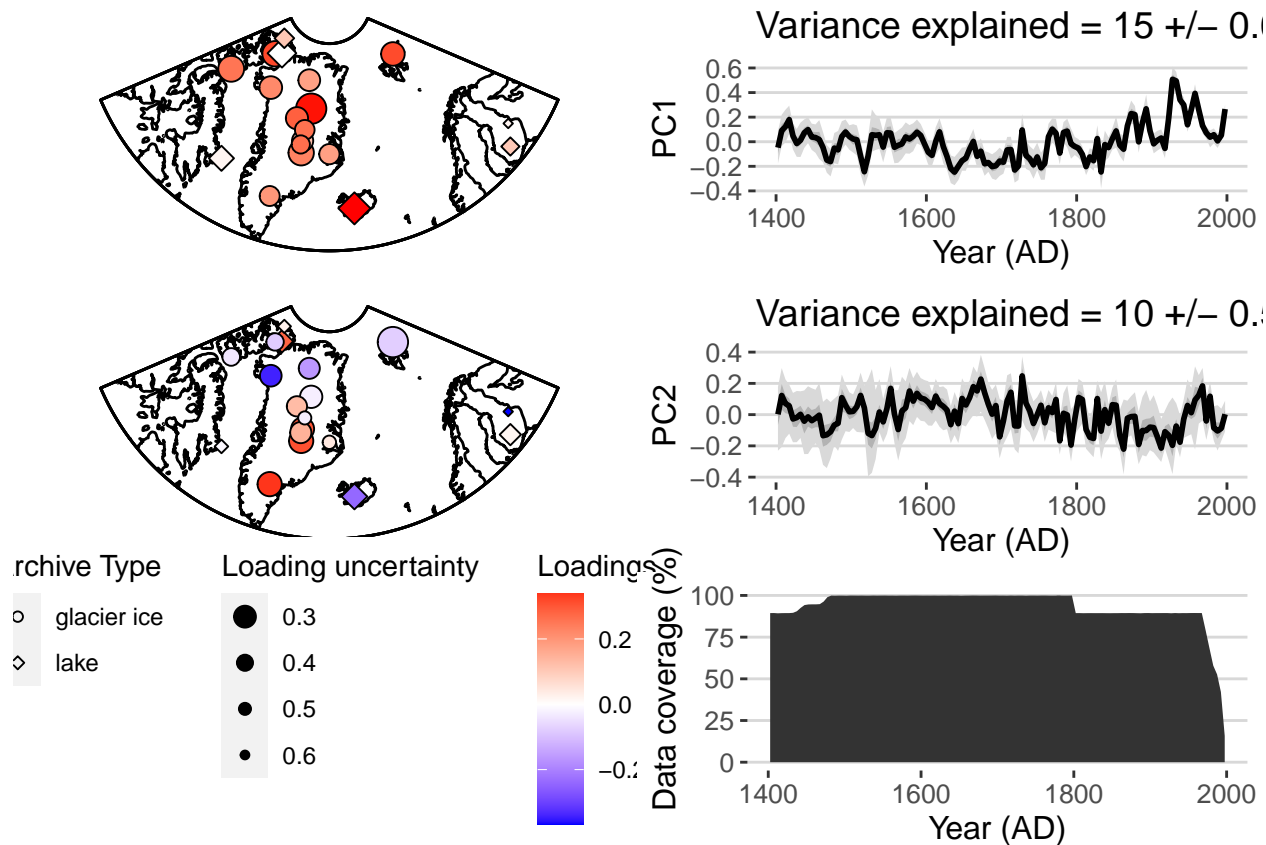 Variance explained = 15 +/− 0.
PC1
0.6
0.4
0.2
0.0
−0.2
−0.4
1400 1600 1800 2000
Year (AD)
Variance explained = 10 +/− 0.
PC2
0.4
0.2
0.0
−0.2
−0.4
1400 1600 1800 2000
Year (AD)
rchive Type
glacier ice
lake
Loading uncertainty
0.3
0.4
0.5
0.6
Loadings
0.2
0.0
−0.2
Data coverage (%)
100
75
50
25
0
1400 1600 1800 2000
Year (AD)